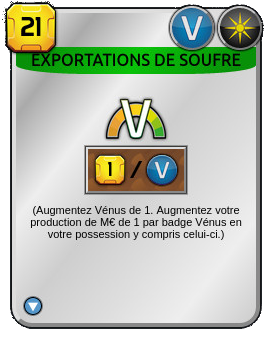 21
V
EXPORTATIONS DE SOUFRE
V
1 / V
(Augmentez Vénus de 1. Augmentez votre
production de M€ de 1 par badge Vénus en
votre possession y compris celui-ci.)